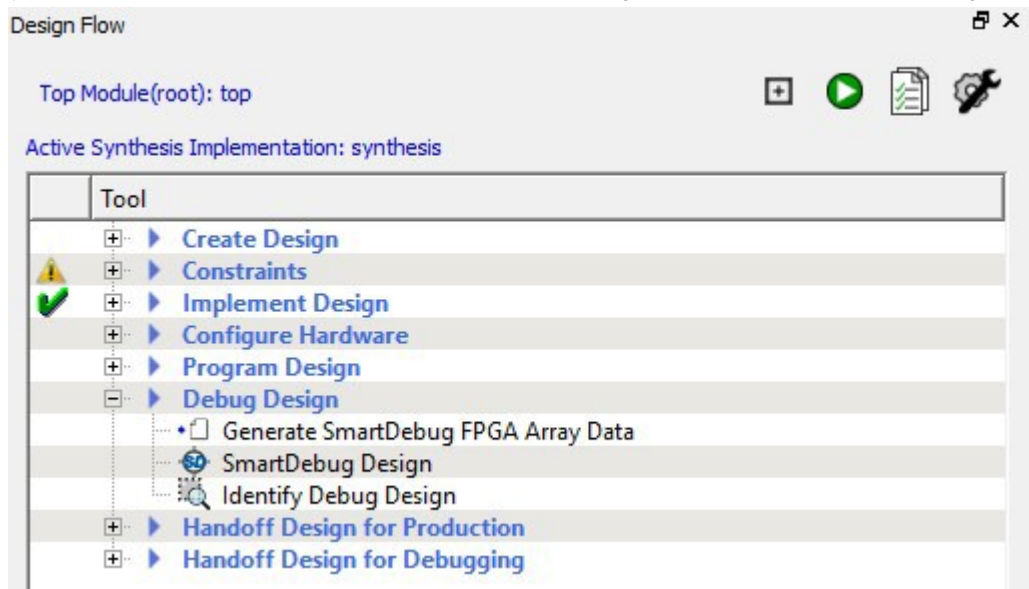 Design Flow
Top Module(root): top
Active Synthesis Implementation: synthesis
Tool
Create Design
Constraints
Implement Design
Configure Hardware
Program Design
Debug Design
Generate SmartDebug FPGA Array Data
SD SmartDebug Design
Identify Debug Design
Handoff Design for Production
Handoff Design for Debugging